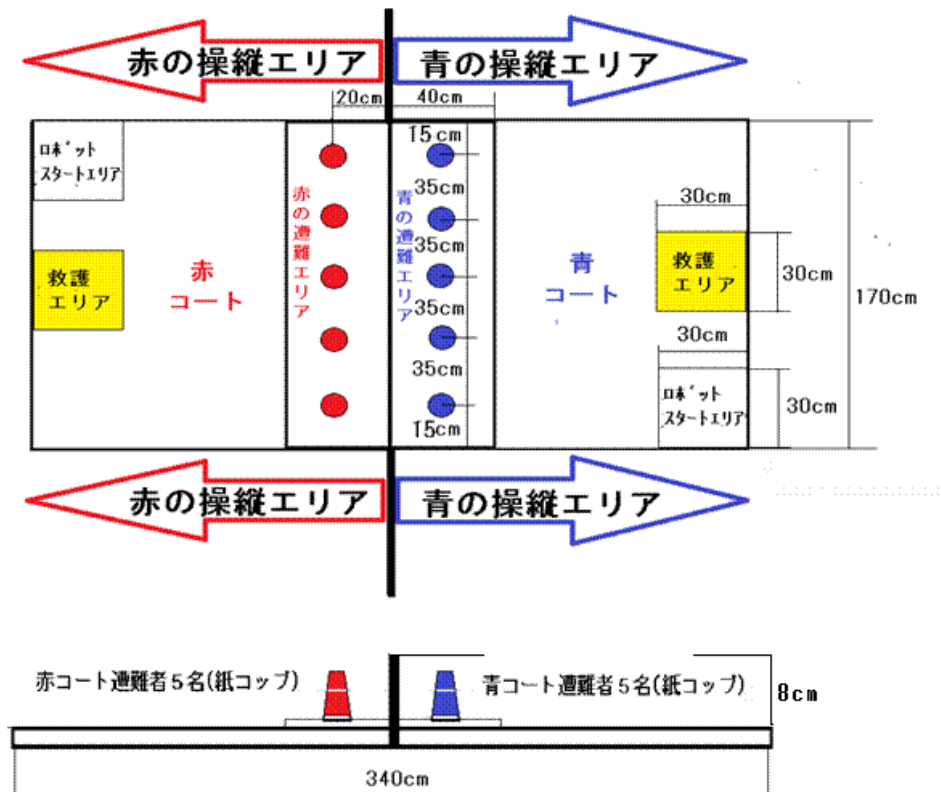 赤の操縦エリア
青の操縦エリア
20cm
40cm
ロボット
スタートエリア
15cm
35cm
35cm
35cm
35cm
15cm
赤の遭難エリア
青の遭難エリア
救護
エリア
赤
コート
青
コート
30cm
救護
エリア
30cm
170cm
30cm
ロボット
スタートエリア
30cm
赤の操縦エリア
青の操縦エリア
赤コート遭難者5名(紙コップ)
青コート遭難者5名(紙コップ)
8cm
340cm